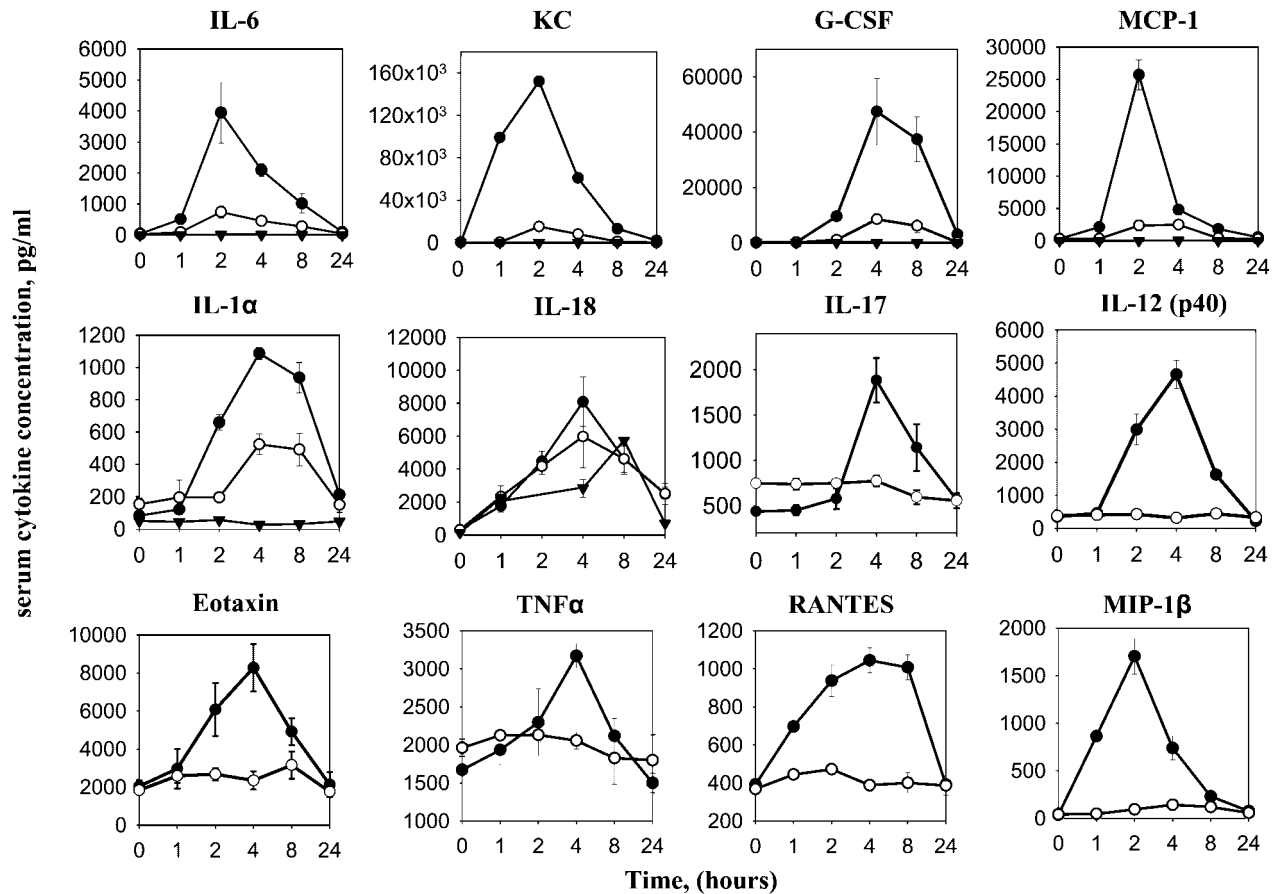 serum cytokine concentration, pg/ml
IL-6
6000
5000
4000
3000
2000
1000
0
0 1 2 4 8 24
KC
160x10³
120x10³
80x10³
40x10³
0
0 1 2 4 8 24
G-CSF
60000
40000
20000
0
0 1 2 4 8 24
MCP-1
30000
25000
20000
15000
10000
5000
0
0 1 2 4 8 24
IL-1α
1200
1000
800
600
400
200
0
0 1 2 4 8 24
IL-18
12000
10000
8000
6000
4000
2000
0
0 1 2 4 8 24
IL-17
2000
1500
1000
500
0 1 2 4 8 24
IL-12 (p40)
6000
5000
4000
3000
2000
1000
0
0 1 2 4 8 24
Eotaxin
10000
8000
6000
4000
2000
0
0 1 2 4 8 24
TNFα
3500
3000
2500
2000
1500
1000
0 1 2 4 8 24
RANTES
1200
1000
800
600
400
200
0 1 2 4 8 24
MIP-1β
2000
1500
1000
500
0
0 1 2 4 8 24
Time, (hours)